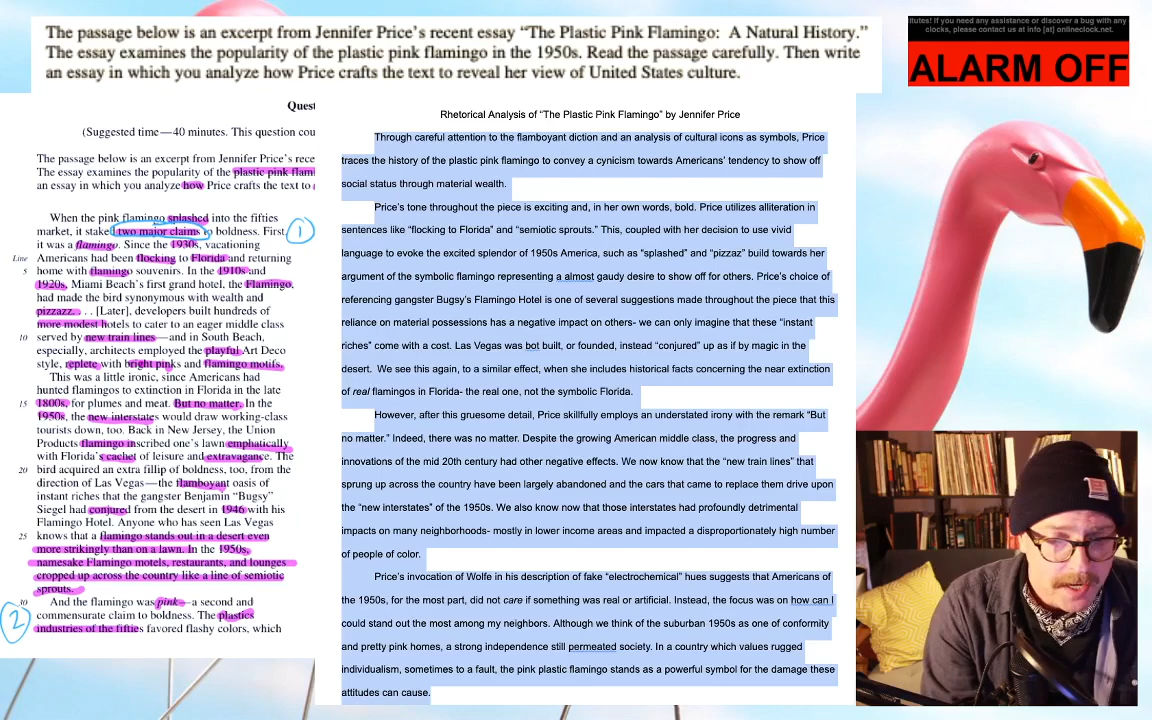 The passage below is an excerpt from Jennifer Price's recent essay “The Plastic Pink Flamingo: A Natural History.”
The essay examines the popularity of the plastic pink flamingo in the 1950s. Read the passage carefully. Then write
an essay in which you analyze how Price crafts the text to reveal her view of United States culture.
itutes! If you need any assistance or discover a bug with any
clocks, please contact us at info [at] onlineclock.net.
ALARM OFF
Quest
(Suggested time—40 minutes. This question cou
The passage below is an excerpt from Jennifer Price's rece
The essay examines the popularity of the plastic pink flam
an essay in which you analyze how Price crafts the text to
When the pink flamingo splashed into the fifties
market, it staked two major claims to boldness. First,
it was a flamingo. Since the 1930s, vacationing
Line Americans had been flocking to Florida and returning
5 home with flamingo souvenirs. In the 1910s and
1920s, Miami Beach's first grand hotel, the Flamingo,
had made the bird synonymous with wealth and
pizzazz. . . . [Later], developers built hundreds of
more modest hotels to cater to an eager middle class
10 served by new train lines—and in South Beach,
especially, architects employed the playful Art Deco
style, replete with bright pinks and flamingo motifs.
This was a little ironic, since Americans had
hunted flamingos to extinction in Florida in the late
15 1800s, for plumes and meat. But no matter. In the
1950s, the new interstates would draw working-class
tourists down, too. Back in New Jersey, the Union
Products flamingo inscribed one's lawn emphatically
with Florida's cachet of leisure and extravagance. The
20 bird acquired an extra fillip of boldness, too, from the
direction of Las Vegas—the flamboyant oasis of
instant riches that the gangster Benjamin “Bugsy”
Siegel had conjured from the desert in 1946 with his
Flamingo Hotel. Anyone who has seen Las Vegas
25 knows that a flamingo stands out in a desert even
more strikingly than on a lawn. In the 1950s,
namesake Flamingo motels, restaurants, and lounges
cropped up across the country like a line of semiotic
sprouts.
30 And the flamingo was pink—a second and
commensurate claim to boldness. The plastics
industries of the fifties favored flashy colors, which
1
2
Rhetorical Analysis of “The Plastic Pink Flamingo” by Jennifer Price
Through careful attention to the flamboyant diction and an analysis of cultural icons as symbols, Price
traces the history of the plastic pink flamingo to convey a cynicism towards Americans' tendency to show off
social status through material wealth.
Price's tone throughout the piece is exciting and, in her own words, bold. Price utilizes alliteration in
sentences like “flocking to Florida” and “semiotic sprouts.” This, coupled with her decision to use vivid
language to evoke the excited splendor of 1950s America, such as “splashed” and “pizzaz” build towards her
argument of the symbolic flamingo representing a almost gaudy desire to show off for others. Price's choice of
referencing gangster Bugsy's Flamingo Hotel is one of several suggestions made throughout the piece that this
reliance on material possessions has a negative impact on others- we can only imagine that these “instant
riches” come with a cost. Las Vegas was bot built, or founded, instead “conjured” up as if by magic in the
desert. We see this again, to a similar effect, when she includes historical facts concerning the near extinction
of real flamingos in Florida- the real one, not the symbolic Florida.
However, after this gruesome detail, Price skillfully employs an understated irony with the remark “But
no matter.” Indeed, there was no matter. Despite the growing American middle class, the progress and
innovations of the mid 20th century had other negative effects. We now know that the “new train lines” that
sprung up across the country have been largely abandoned and the cars that came to replace them drive upon
the “new interstates” of the 1950s. We also know now that those interstates had profoundly detrimental
impacts on many neighborhoods- mostly in lower income areas and impacted a disproportionately high number
of people of color.
Price's invocation of Wolfe in his description of fake “electrochemical” hues suggests that Americans of
the 1950s, for the most part, did not care if something was real or artificial. Instead, the focus was on how can I
could stand out the most among my neighbors. Although we think of the suburban 1950s as one of conformity
and pretty pink homes, a strong independence still permeated society. In a country which values rugged
individualism, sometimes to a fault, the pink plastic flamingo stands as a powerful symbol for the damage these
attitudes can cause.